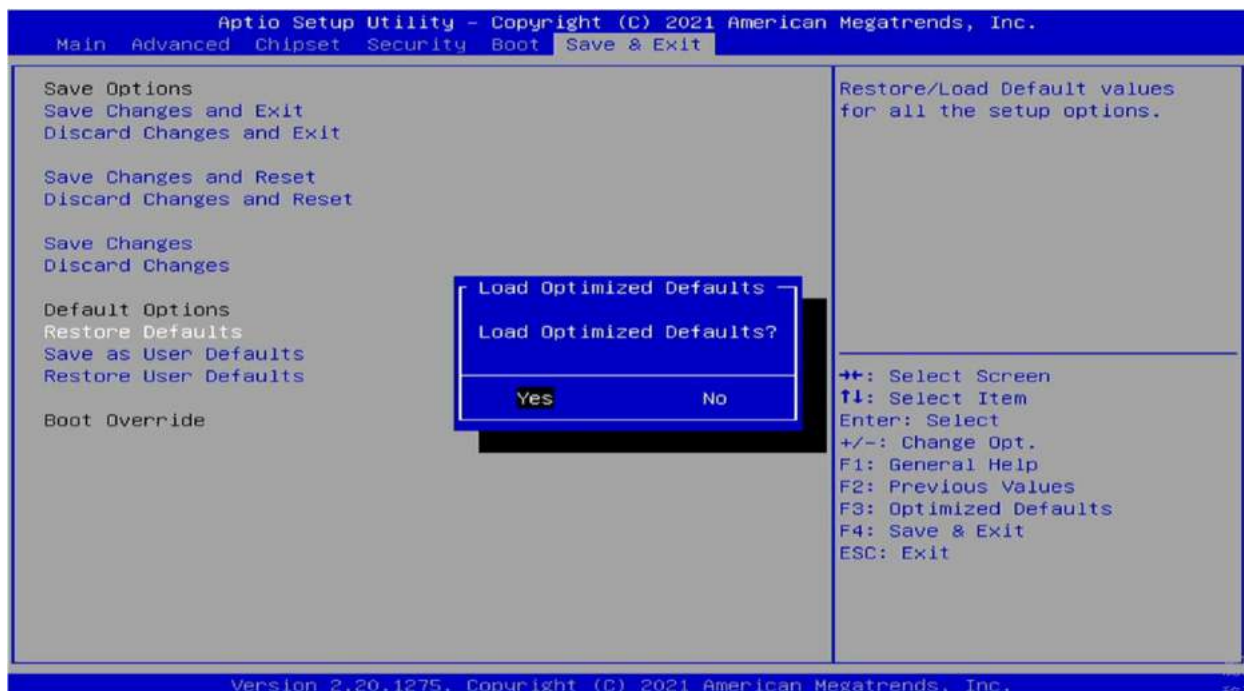 Aptio Setup Utility – Copyright (C) 2021 American Megatrends, Inc.
Main Advanced Chipset Security Boot Save & Exit
Save Options
Save Changes and Exit
Discard Changes and Exit
Save Changes and Reset
Discard Changes and Reset
Save Changes
Discard Changes
Default Options
Restore Defaults
Save as User Defaults
Restore User Defaults
Boot Override
Load Optimized Defaults
Load Optimized Defaults?
Yes No
Restore/Load Default values
for all the setup options.
→←: Select Screen
↑↓: Select Item
Enter: Select
+/-: Change Opt.
F1: General Help
F2: Previous Values
F3: Optimized Defaults
F4: Save & Exit
ESC: Exit
Version 2.20.1275. Copyright (C) 2021 American Megatrends, Inc.